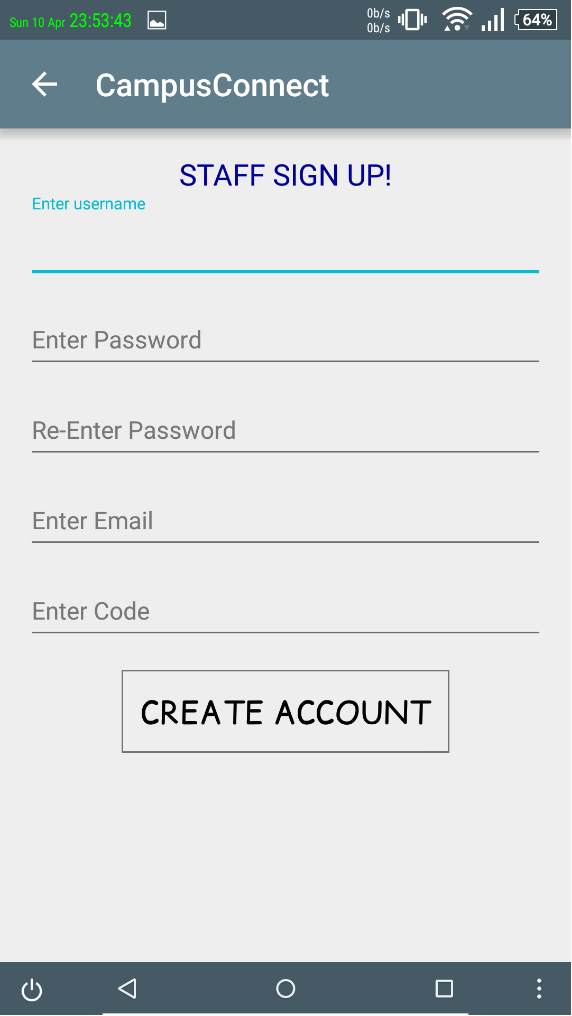 Sun 10 Apr 23:53:43
0b/s
0b/s
64%
CampusConnect
STAFF SIGN UP!
Enter username
Enter Password
Re-Enter Password
Enter Email
Enter Code
CREATE ACCOUNT